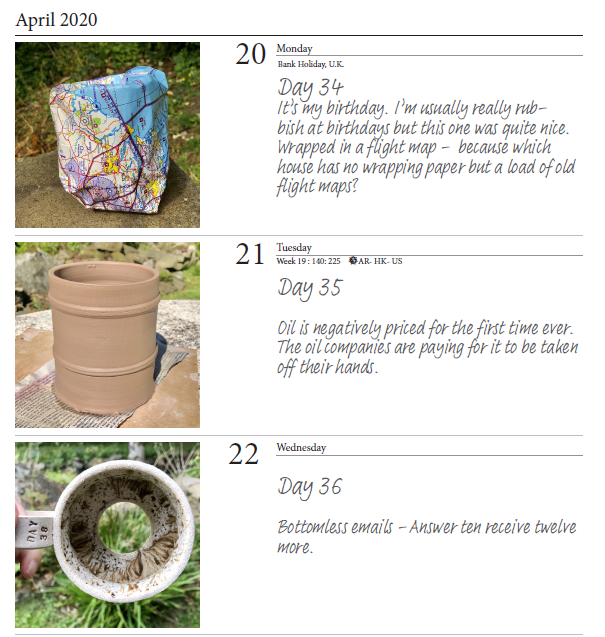 April 2020
20
Monday
Bank Holiday, U.K.
Day 34
It's my birthday. I'm usually really rub-
bish at birthdays but this one was quite nice.
Wrapped in a flight map - because which
house has no wrapping paper but a load of old
flight maps?
21
Tuesday
Week 19 : 140: 225 AR- HK- US
Day 35
Oil is negatively priced for the first time ever.
The oil companies are paying for it to be taken
off their hands.
22
Wednesday
Day 36
Bottomless emails - Answer ten receive twelve
more.
DAY
38